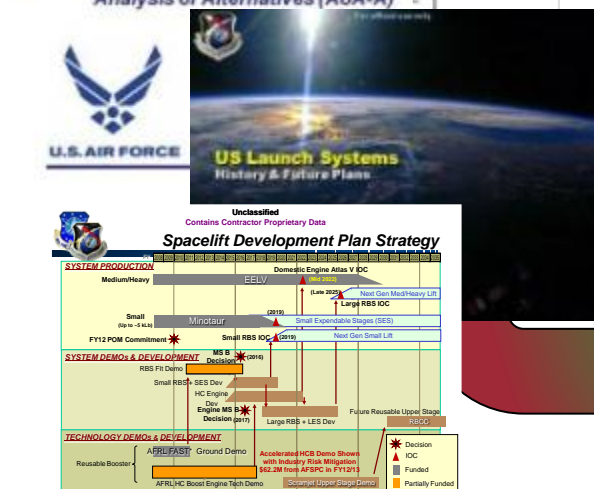 Analysis of Alternatives (AoA-A)
For official use only
U.S. AIR FORCE
US Launch Systems
History & Future Plans
Unclassified
Contains Contractor Proprietary Data
Spacelift Development Plan Strategy
SYSTEM PRODUCTION
Domestic Engine Atlas V IOC
Medium/Heavy
EELV
(Mid 2022)
(Late 2025)
Next Gen Med/Heavy Lift
Large RBS IOC
(2019)
Small
(Up to ~5 kLb)
Minotaur
Small Expendable Stages (SES)
FY12 POM Commitment
Small RBS IOC
(2019)
Next Gen Small Lift
SYSTEM DEMOs & DEVELOPMENT
MS B
Decision
(2016)
RBS Flt Demo
Small RBS + SES Dev
HC Engine
Dev
Engine MS B
Decision (2017)
Large RBS + LES Dev
Future Reusable Upper Stage
RBCC
TECHNOLOGY DEMOs & DEVELOPMENT
Reusable Booster
AFRL FAST
Ground Demo
Accelerated HCB Demo Shown
with Industry Risk Mitigation
$62.2M from AFSPC in FY12/13
AFRL HC Boost Engine Tech Demo
Scramjet Upper Stage Demo
Decision
IOC
Funded
Partially Funded